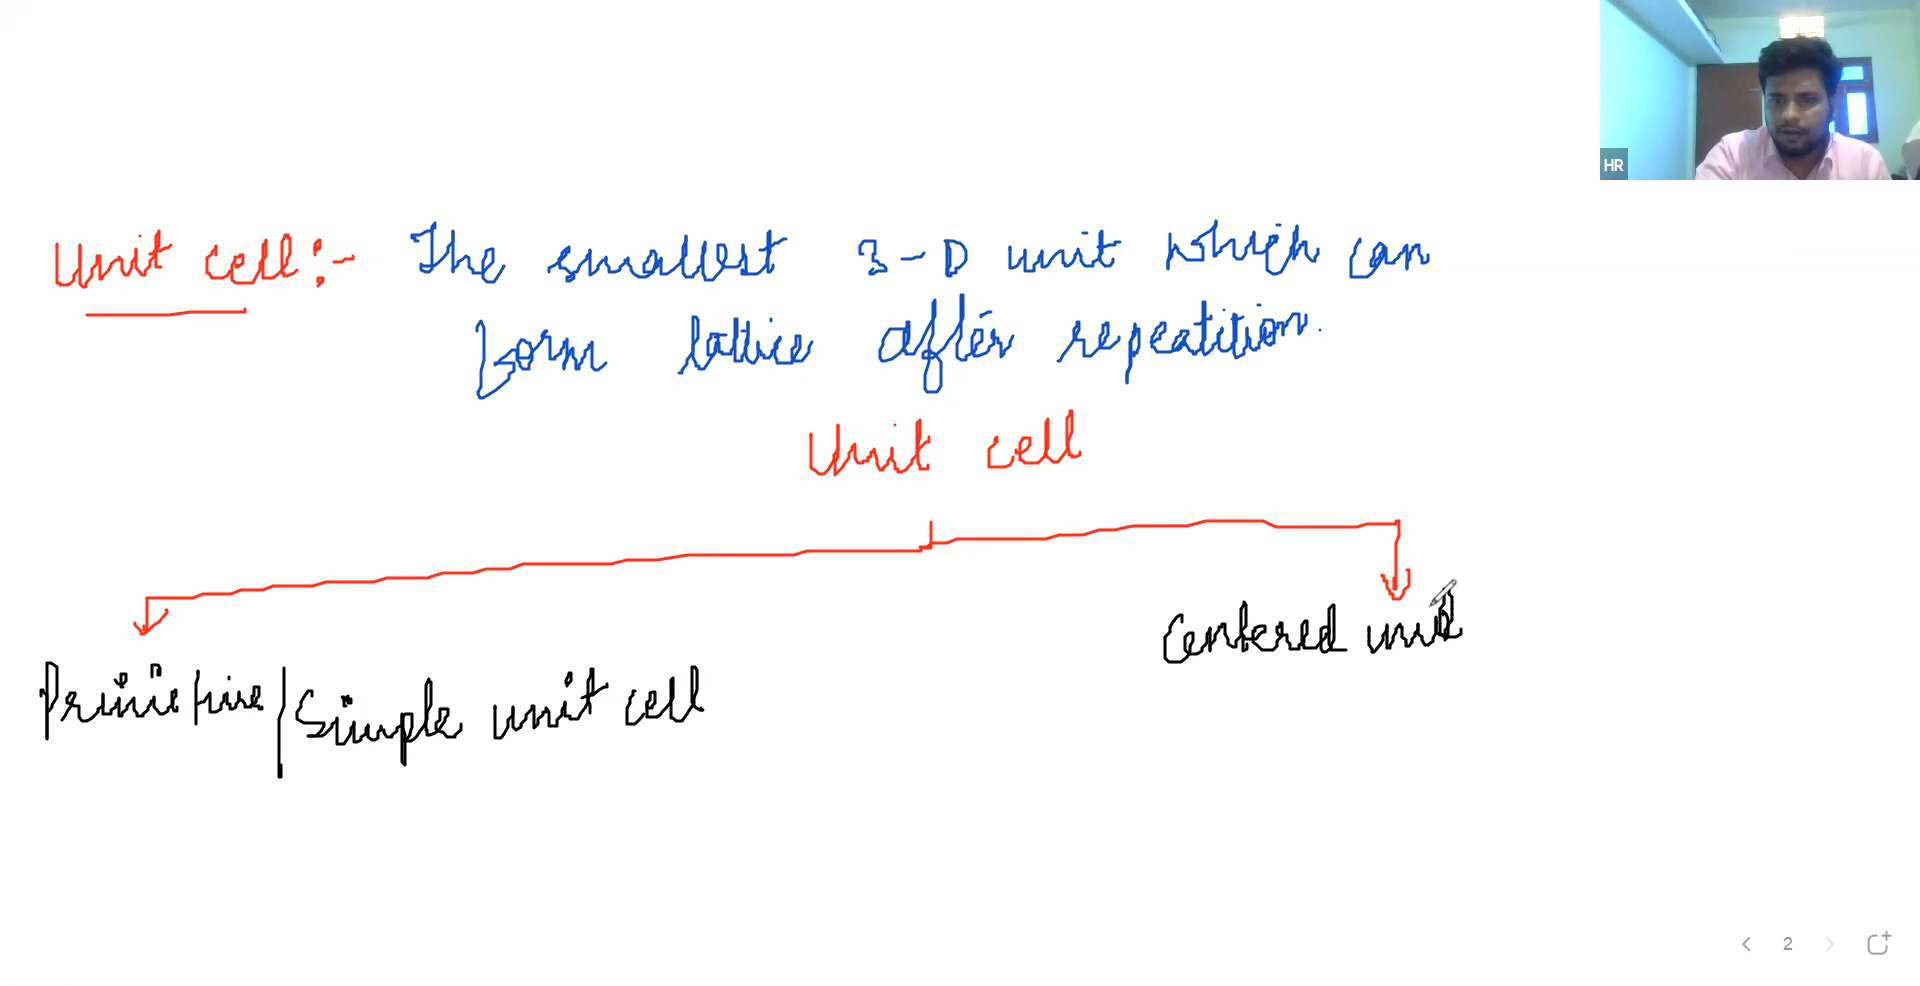 HR
Unit cell:- The smallest 3-D unit which can
form lattice after repeatition.
Unit cell
Centered unit
Primitive/Simple unit cell
2